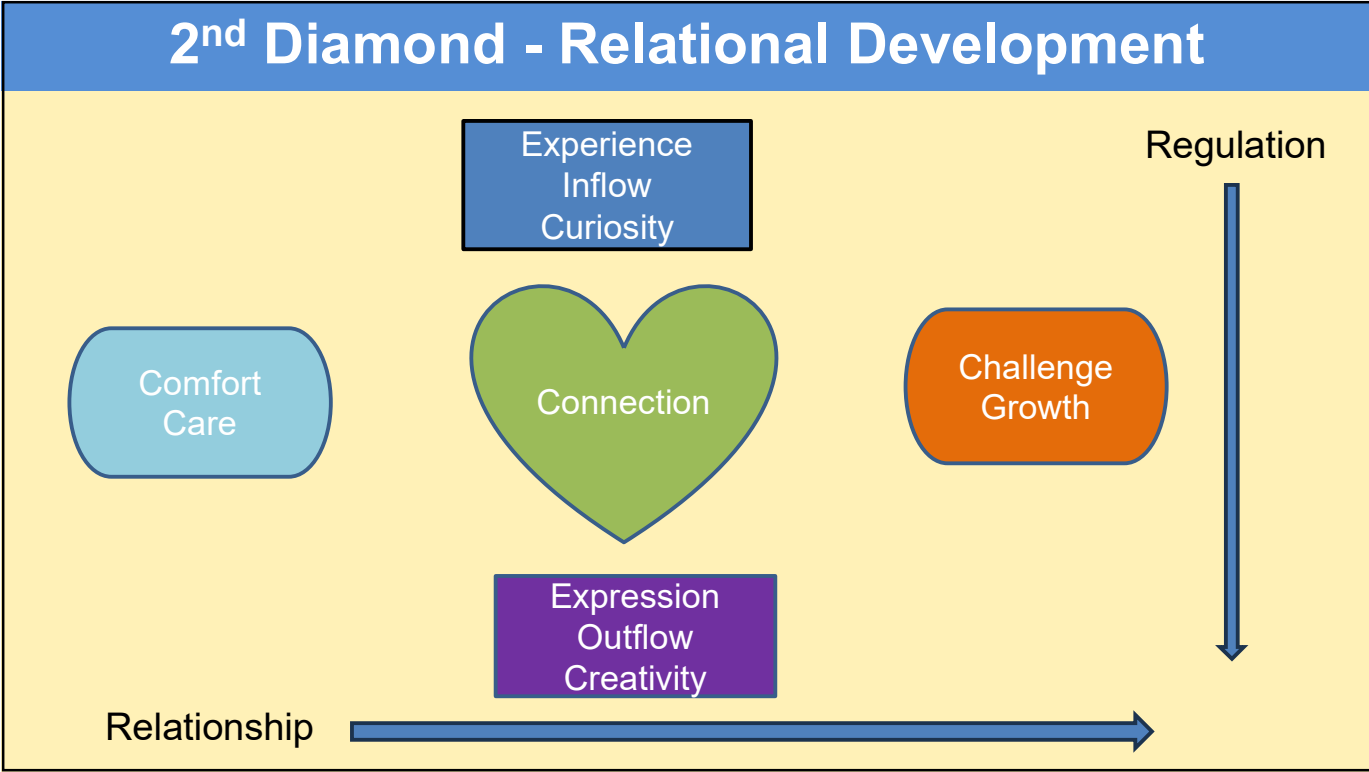 2nd Diamond - Relational Development
Experience
Inflow
Curiosity
Regulation
Comfort
Care
Connection
Challenge
Growth
Expression
Outflow
Creativity
Relationship